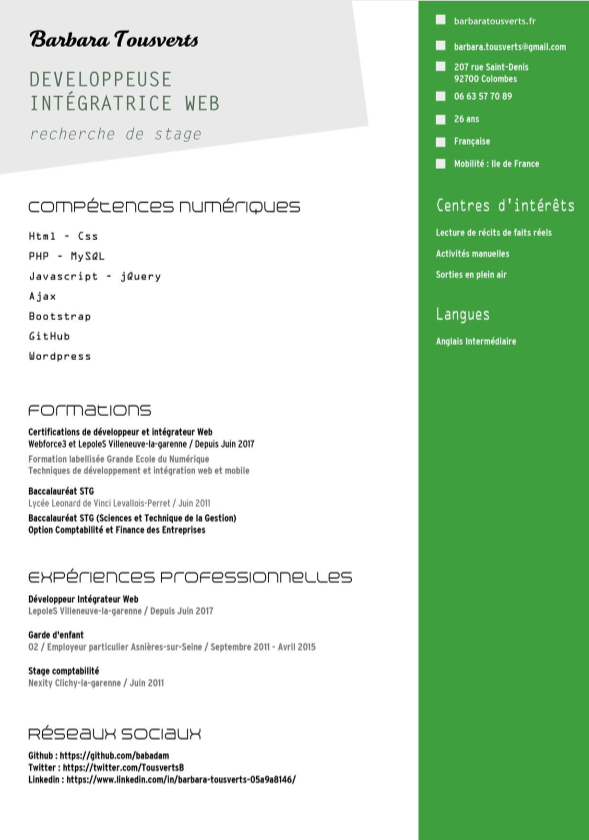 Barbara Tousverts
DEVELOPPEUSE
INTÉGRATRICE WEB
recherche de stage
compétences numériques
Html - Css
PHP - MySQL
Javascript - jQuery
Ajax
Bootstrap
GitHub
Wordpress
Formations
Certifications de développeur et intégrateur Web
Webforce3 et LepoleS Villeneuve-la-garenne / Depuis Juin 2017
Formation labellisée Grande Ecole du Numérique
Techniques de développement et intégration web et mobile
Baccalauréat STG
Lycée Leonard de Vinci Levallois-Perret / Juin 2011
Baccalauréat STG (Sciences et Technique de la Gestion)
Option Comptabilité et Finance des Entreprises
Expériences professionnelles
Développeur Intégrateur Web
LepoleS Villeneuve-la-garenne / Depuis Juin 2017
Garde d'enfant
O2 / Employeur particulier Asnières-sur-Seine / Septembre 2011 - Avril 2015
Stage comptabilité
Nexity Clichy-la-garenne / Juin 2011
Réseaux sociaux
Github : https://github.com/babadam
Twitter : https://twitter.com/TousvertsB
Linkedin : https://www.linkedin.com/in/barbara-tousverts-05a9a8146/
barbaratousverts.fr
barbara.tousverts@gmail.com
207 rue Saint-Denis
92700 Colombes
06 63 57 70 89
26 ans
Française
Mobilité : Ile de France
Centres d'intérêts
Lecture de récits de faits réels
Activités manuelles
Sorties en plein air
Langues
Anglais Intermédiaire